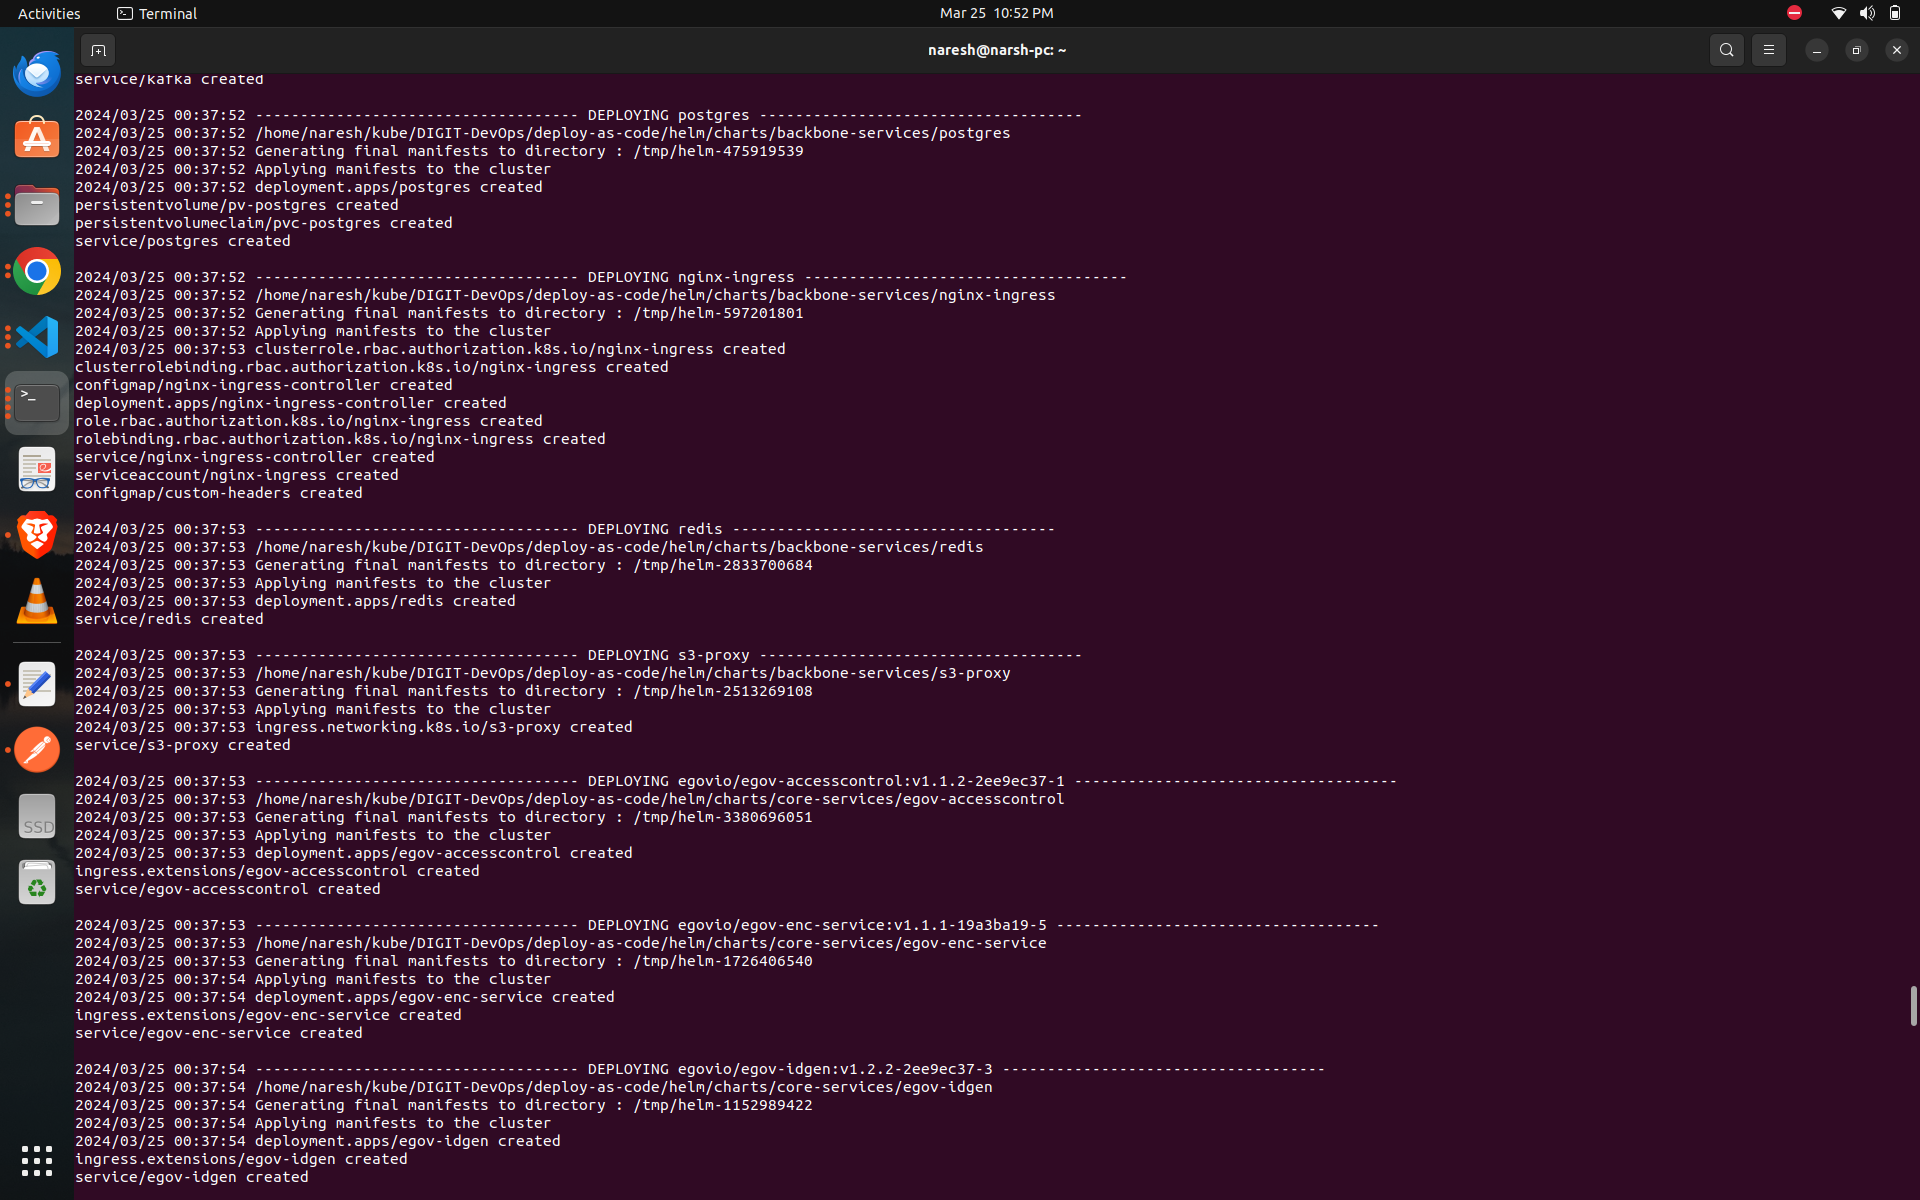 Activities
Terminal
Mar 25  10:52 PM
naresh@narsh-pc: ~
service/kafka created
2024/03/25 00:37:52 ------------------------------------ DEPLOYING postgres ------------------------------------
2024/03/25 00:37:52 /home/naresh/kube/DIGIT-DevOps/deploy-as-code/helm/charts/backbone-services/postgres
2024/03/25 00:37:52 Generating final manifests to directory : /tmp/helm-475919539
2024/03/25 00:37:52 Applying manifests to the cluster
2024/03/25 00:37:52 deployment.apps/postgres created
persistentvolume/pv-postgres created
persistentvolumeclaim/pvc-postgres created
service/postgres created
2024/03/25 00:37:52 ------------------------------------ DEPLOYING nginx-ingress ------------------------------------
2024/03/25 00:37:52 /home/naresh/kube/DIGIT-DevOps/deploy-as-code/helm/charts/backbone-services/nginx-ingress
2024/03/25 00:37:52 Generating final manifests to directory : /tmp/helm-597201801
2024/03/25 00:37:52 Applying manifests to the cluster
2024/03/25 00:37:53 clusterrole.rbac.authorization.k8s.io/nginx-ingress created
clusterrolebinding.rbac.authorization.k8s.io/nginx-ingress created
configmap/nginx-ingress-controller created
deployment.apps/nginx-ingress-controller created
role.rbac.authorization.k8s.io/nginx-ingress created
rolebinding.rbac.authorization.k8s.io/nginx-ingress created
service/nginx-ingress-controller created
serviceaccount/nginx-ingress created
configmap/custom-headers created
2024/03/25 00:37:53 ------------------------------------ DEPLOYING redis ------------------------------------
2024/03/25 00:37:53 /home/naresh/kube/DIGIT-DevOps/deploy-as-code/helm/charts/backbone-services/redis
2024/03/25 00:37:53 Generating final manifests to directory : /tmp/helm-2833700684
2024/03/25 00:37:53 Applying manifests to the cluster
2024/03/25 00:37:53 deployment.apps/redis created
service/redis created
2024/03/25 00:37:53 ------------------------------------ DEPLOYING s3-proxy ------------------------------------
2024/03/25 00:37:53 /home/naresh/kube/DIGIT-DevOps/deploy-as-code/helm/charts/backbone-services/s3-proxy
2024/03/25 00:37:53 Generating final manifests to directory : /tmp/helm-2513269108
2024/03/25 00:37:53 Applying manifests to the cluster
2024/03/25 00:37:53 ingress.networking.k8s.io/s3-proxy created
service/s3-proxy created
2024/03/25 00:37:53 ------------------------------------ DEPLOYING egovio/egov-accesscontrol:v1.1.2-2ee9ec37-1 ------------------------------------
2024/03/25 00:37:53 /home/naresh/kube/DIGIT-DevOps/deploy-as-code/helm/charts/core-services/egov-accesscontrol
2024/03/25 00:37:53 Generating final manifests to directory : /tmp/helm-3380696051
2024/03/25 00:37:53 Applying manifests to the cluster
2024/03/25 00:37:53 deployment.apps/egov-accesscontrol created
ingress.extensions/egov-accesscontrol created
service/egov-accesscontrol created
2024/03/25 00:37:53 ------------------------------------ DEPLOYING egovio/egov-enc-service:v1.1.1-19a3ba19-5 ------------------------------------
2024/03/25 00:37:53 /home/naresh/kube/DIGIT-DevOps/deploy-as-code/helm/charts/core-services/egov-enc-service
2024/03/25 00:37:53 Generating final manifests to directory : /tmp/helm-1726406540
2024/03/25 00:37:54 Applying manifests to the cluster
2024/03/25 00:37:54 deployment.apps/egov-enc-service created
ingress.extensions/egov-enc-service created
service/egov-enc-service created
2024/03/25 00:37:54 ------------------------------------ DEPLOYING egovio/egov-idgen:v1.2.2-2ee9ec37-3 ------------------------------------
2024/03/25 00:37:54 /home/naresh/kube/DIGIT-DevOps/deploy-as-code/helm/charts/core-services/egov-idgen
2024/03/25 00:37:54 Generating final manifests to directory : /tmp/helm-1152989422
2024/03/25 00:37:54 Applying manifests to the cluster
2024/03/25 00:37:54 deployment.apps/egov-idgen created
ingress.extensions/egov-idgen created
service/egov-idgen created
SSD